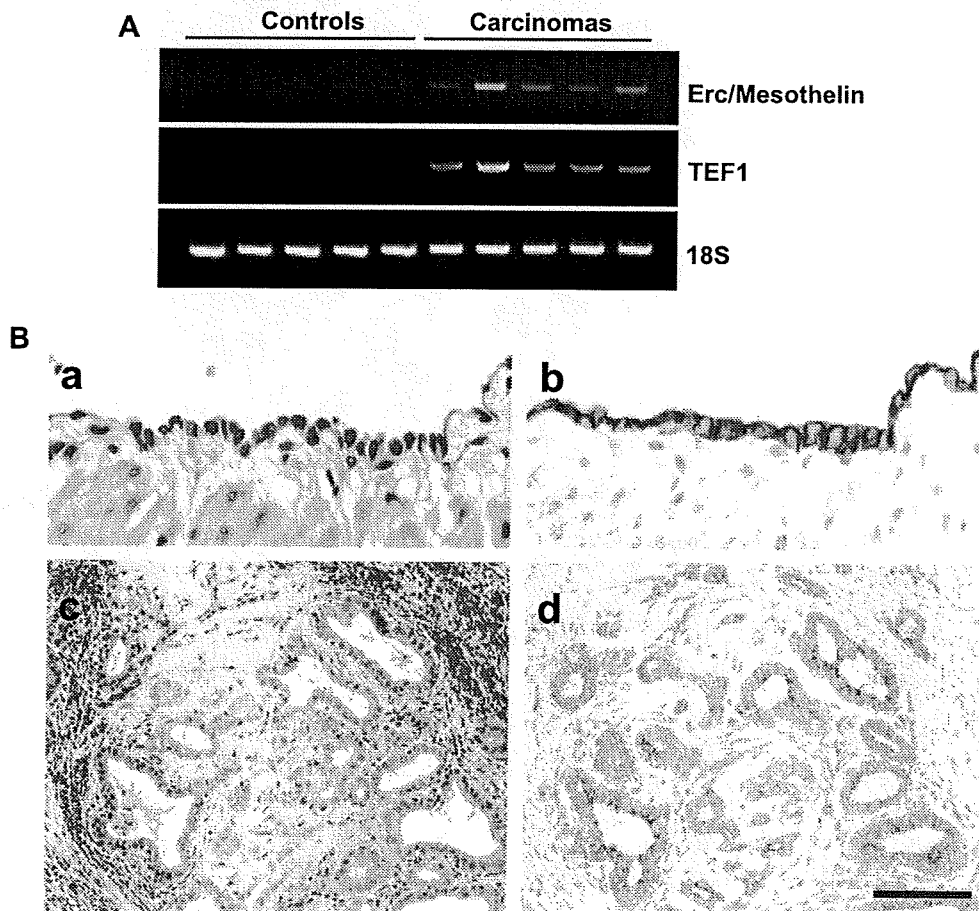 A
Controls Carcinomas
Erc/Mesothelin
TEF1
18S
B
a b
c d